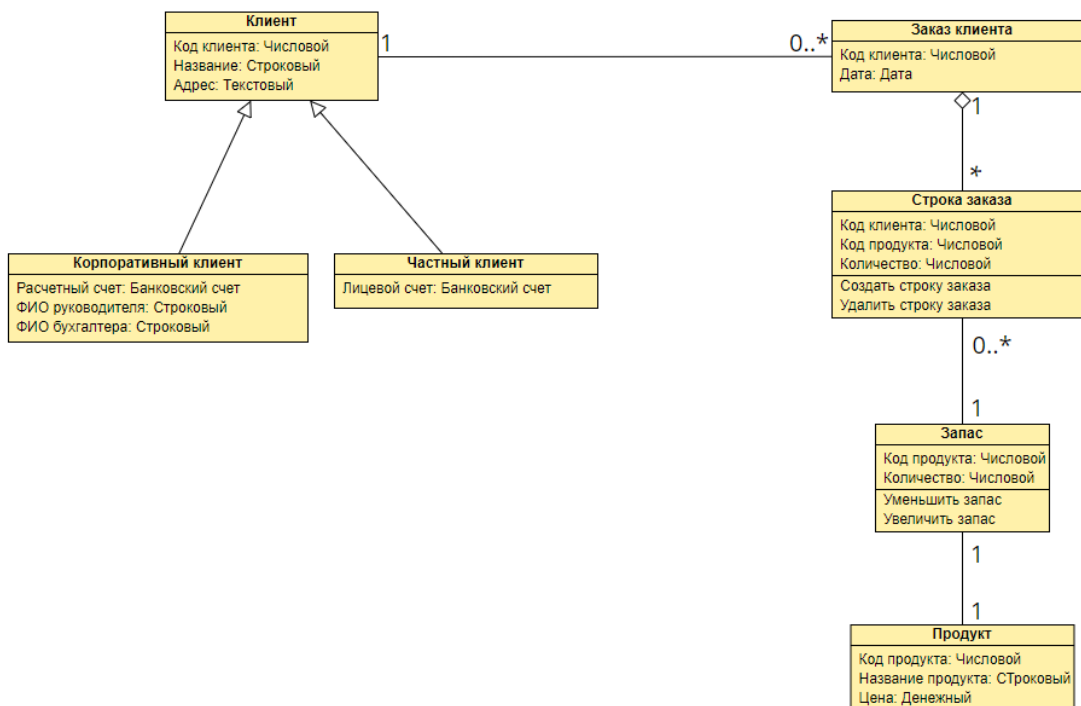 Клиент
Код клиента: Числовой
Название: Строковый
Адрес: Текстовый
1
0..*
Заказ клиента
Код клиента: Числовой
Дата: Дата
1
*
Строка заказа
Код клиента: Числовой
Код продукта: Числовой
Количество: Числовой
Создать строку заказа
Удалить строку заказа
Корпоративный клиент
Расчетный счет: Банковский счет
ФИО руководителя: Строковый
ФИО бухгалтера: Строковый
Частный клиент
Лицевой счет: Банковский счет
0..*
1
Запас
Код продукта: Числовой
Количество: Числовой
Уменьшить запас
Увеличить запас
1
1
Продукт
Код продукта: Числовой
Название продукта: СТроковый
Цена: Денежный